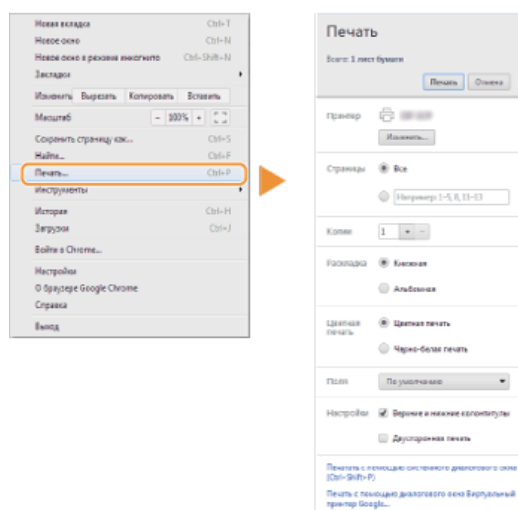 Новая вкладка Ctrl-T
Новое окно Ctrl-N
Новое окно в режиме инкогнито Ctrl-Shift-N
Закладки
Изменить Вырезать Копировать Вставить
Масштаб - 100% +
Сохранить страницу как... Ctrl-S
Найти... Ctrl-F
Печать... Ctrl-P
Инструменты
История Ctrl-H
Загрузки Ctrl-J
Войти в Chrome...
Настройки
О браузере Google Chrome
Справка
Выход
Печать
Всего: 1 лист бумаги
Печать Отмена
Принтер
Изменить...
Страницы Все
Например: 1-5, 8, 11-13
Копии 1 + -
Раскладка Книжная
Альбомная
Цветная печать Цветная печать
Черно-белая печать
Поля По умолчанию
Настройки Верхние и нижние колонтитулы
Двусторонняя печать
Печатать с помощью системного диалогового окна
(Ctrl-Shift+P)
Печать с помощью диалогового окна Виртуальный
принтер Google...